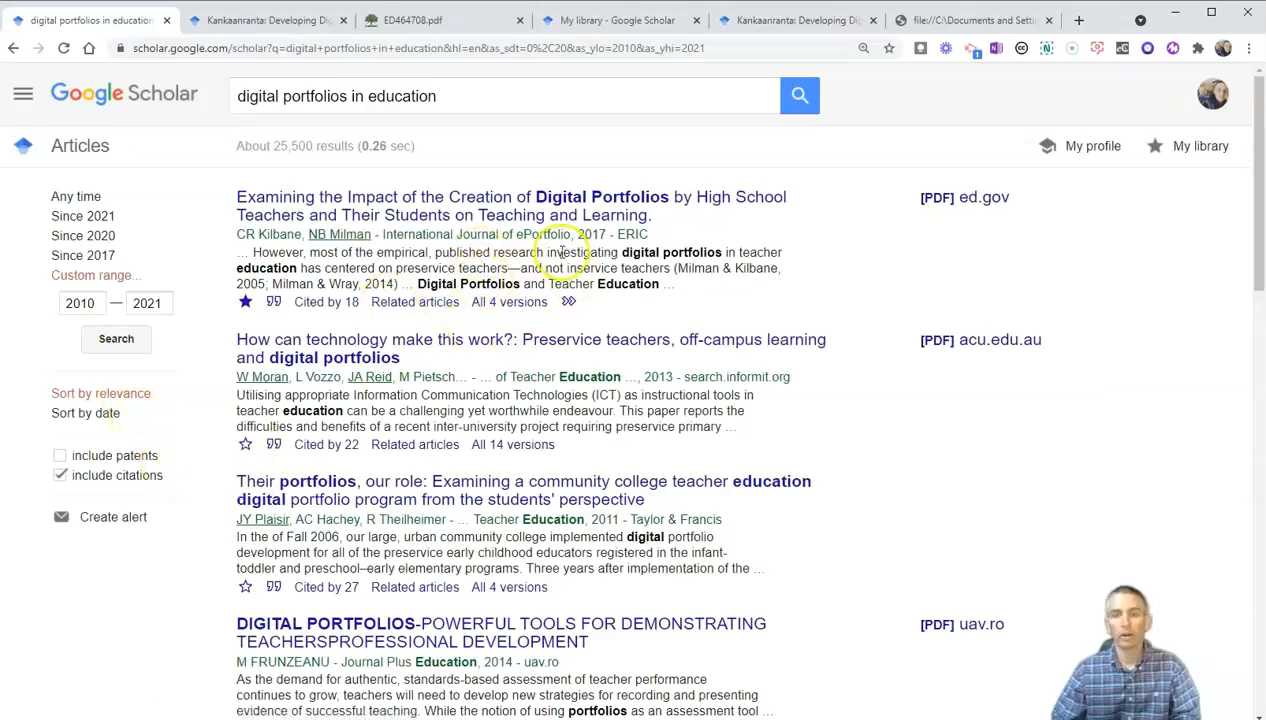 digital portfolios in education
Kankaanranta: Developing Dig
ED464708.pdf
My library - Google Scholar
Kankaanranta: Developing Dig
file://C:\Documents and Setti
scholar.google.com/scholar?q=digital+portfolios+in+education&hl=en&as_sdt=0%2C20&as_ylo=2010&as_yhi=2021
Google Scholar
digital portfolios in education
Articles
About 25,500 results (0.26 sec)
My profile
My library
Any time
Since 2021
Since 2020
Since 2017
Custom range...
2010 — 2021
Search
Sort by relevance
Sort by date
include patents
include citations
Create alert
Examining the Impact of the Creation of Digital Portfolios by High School
Teachers and Their Students on Teaching and Learning.
CR Kilbane, NB Milman - International Journal of ePortfolio, 2017 - ERIC
… However, most of the empirical, published research investigating digital portfolios in teacher
education has centered on preservice teachers—and not inservice teachers (Milman & Kilbane,
2005; Milman & Wray, 2014) … Digital Portfolios and Teacher Education …
Cited by 18 Related articles All 4 versions
[PDF] ed.gov
How can technology make this work?: Preservice teachers, off-campus learning
and digital portfolios
W Moran, L Vozzo, JA Reid, M Pietsch… - … of Teacher Education …, 2013 - search.informit.org
Utilising appropriate Information Communication Technologies (ICT) as instructional tools in
teacher education can be a challenging yet worthwhile endeavour. This paper reports the
difficulties and benefits of a recent inter-university project requiring preservice primary …
Cited by 22 Related articles All 14 versions
[PDF] acu.edu.au
Their portfolios, our role: Examining a community college teacher education
digital portfolio program from the students' perspective
JY Plaisir, AC Hachey, R Theilheimer - … Teacher Education, 2011 - Taylor & Francis
In the of Fall 2006, our large, urban community college implemented digital portfolio
development for all of the preservice early childhood educators registered in the infant-
toddler and preschool–early elementary programs. Three years after implementation of the …
Cited by 27 Related articles All 4 versions
DIGITAL PORTFOLIOS-POWERFUL TOOLS FOR DEMONSTRATING
TEACHERSPROFESSIONAL DEVELOPMENT
M FRUNZEANU - Journal Plus Education, 2014 - uav.ro
As the demand for authentic, standards-based assessment of teacher performance
continues to grow, teachers will need to develop new strategies for recording and presenting
evidence of successful teaching. While the notion of using portfolios as an assessment tool …
[PDF] uav.ro